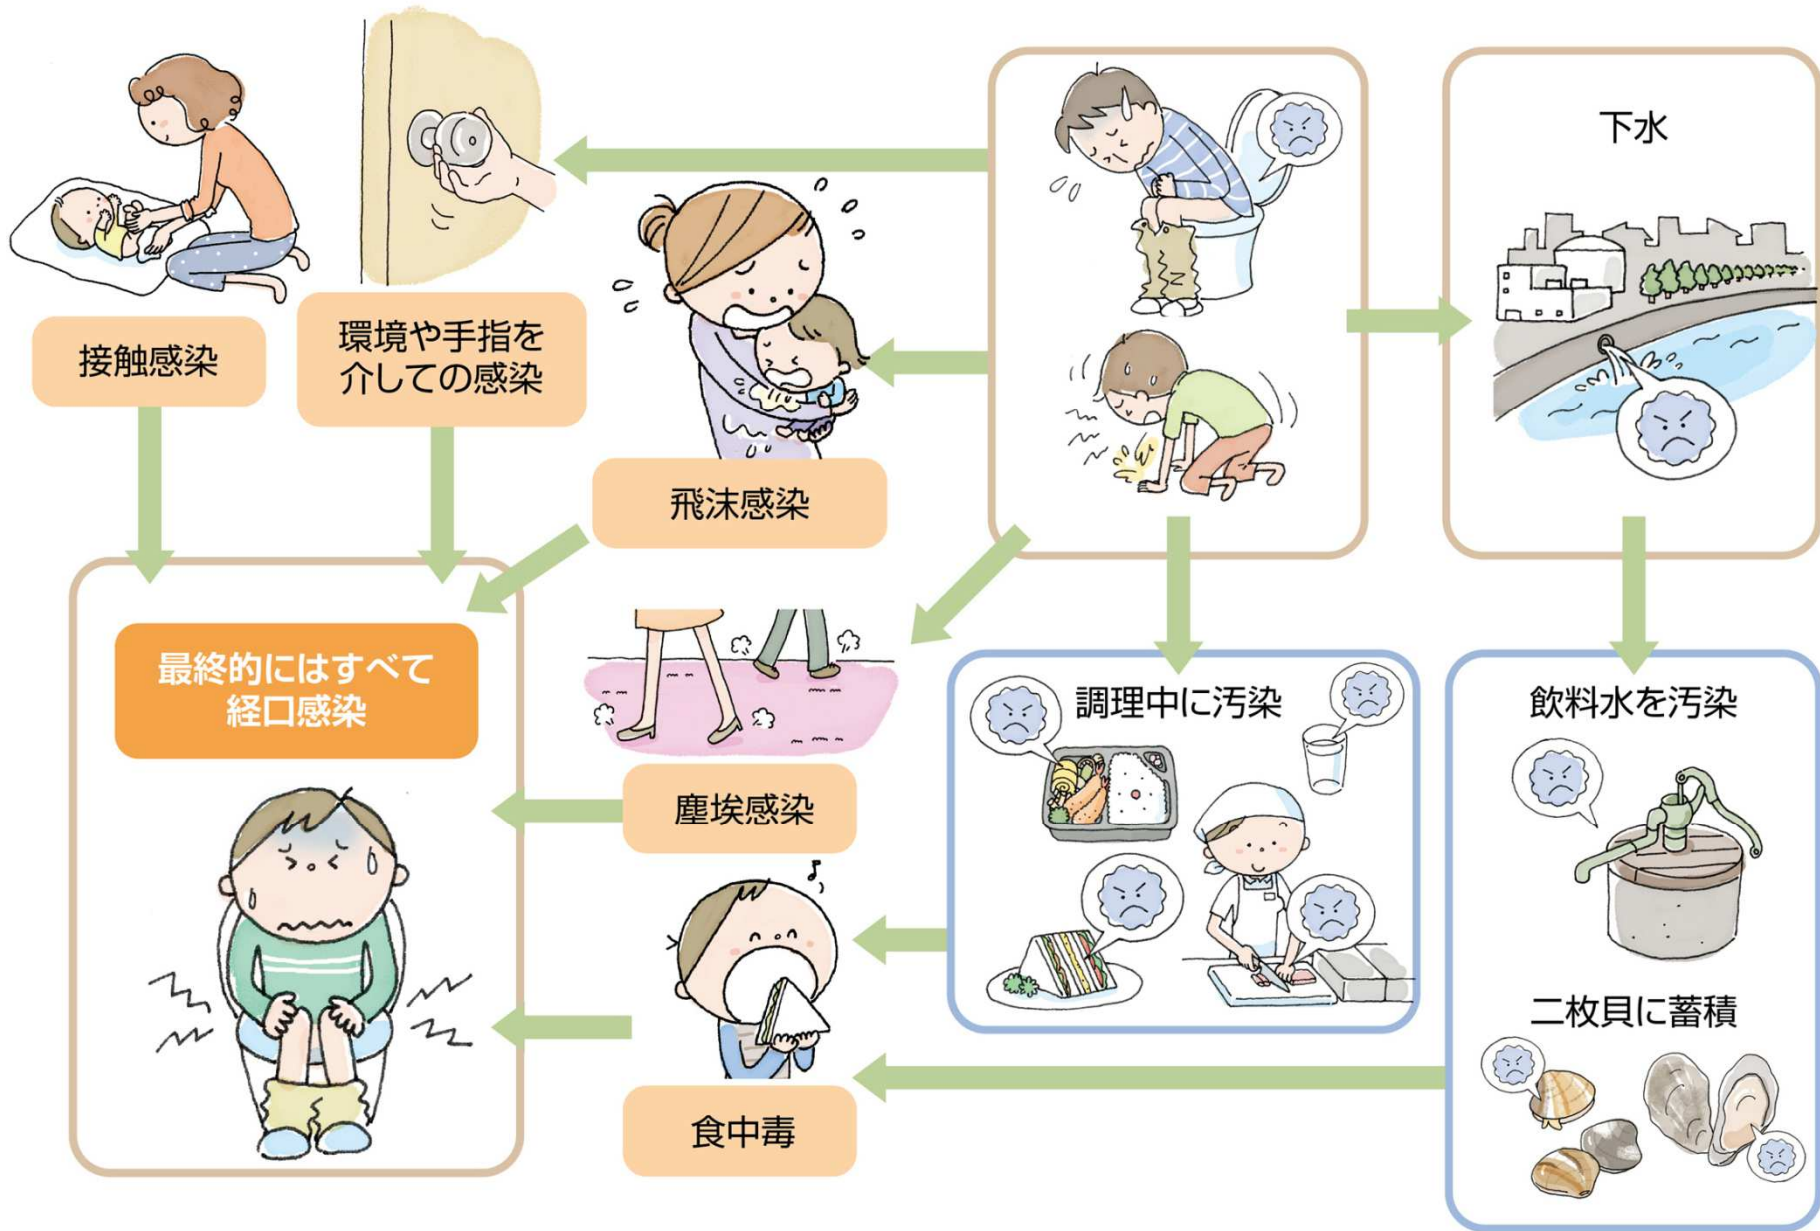 下水
接触感染
環境や手指を
介しての感染
飛沫感染
最終的にはすべて
経口感染
塵埃感染
調理中に汚染
飲料水を汚染
二枚貝に蓄積
食中毒